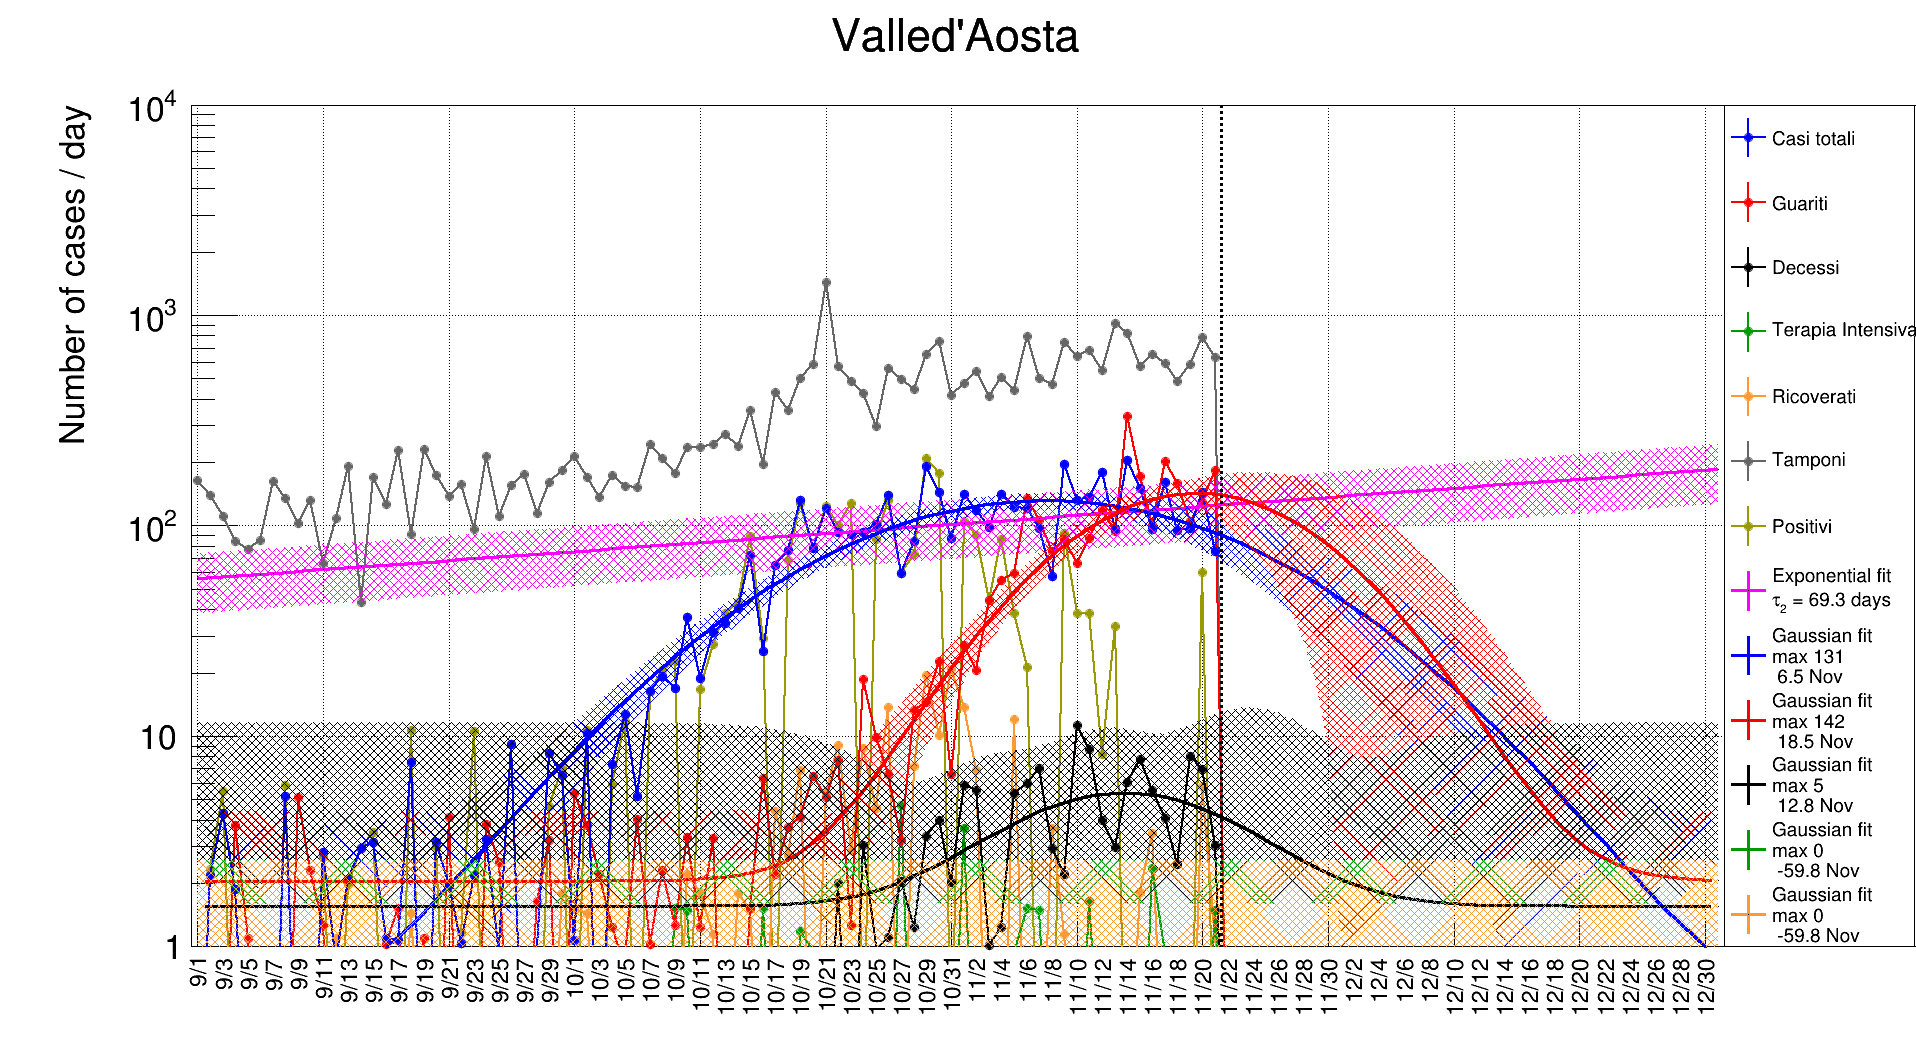 Valled'Aosta
Number of cases / day
10^4
10^3
10^2
10
1
9/1 9/3 9/5 9/7 9/9 9/11 9/13 9/15 9/17 9/19 9/21 9/23 9/25 9/27 9/29 10/1 10/3 10/5 10/7 10/9 10/11 10/13 10/15 10/17 10/19 10/21 10/23 10/25 10/27 10/29 10/31 11/2 11/4 11/6 11/8 11/10 11/12 11/14 11/16 11/18 11/20 11/22 11/24 11/26 11/28 11/30 12/2 12/4 12/6 12/8 12/10 12/12 12/14 12/16 12/18 12/20 12/22 12/24 12/26 12/28 12/30
Casi totali
Guariti
Decessi
Terapia Intensiva
Ricoverati
Tamponi
Positivi
Exponential fit
τ₂ = 69.3 days
Gaussian fit
max 131
6.5 Nov
Gaussian fit
max 142
18.5 Nov
Gaussian fit
max 5
12.8 Nov
Gaussian fit
max 0
-59.8 Nov
Gaussian fit
max 0
-59.8 Nov